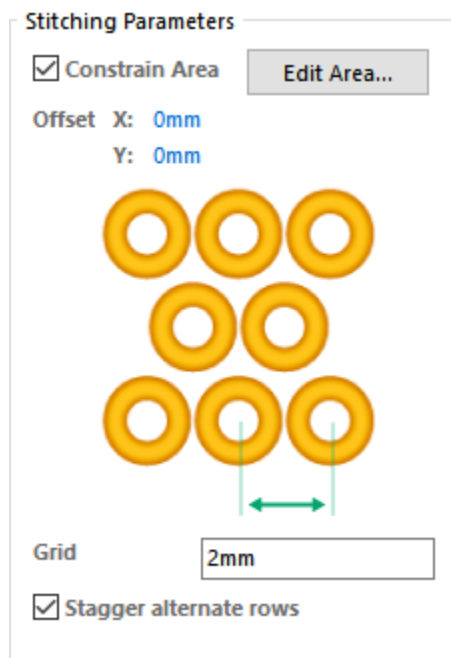 Stitching Parameters
Constrain Area
Edit Area...
Offset X: 0mm
Y: 0mm
Grid 2mm
Stagger alternate rows